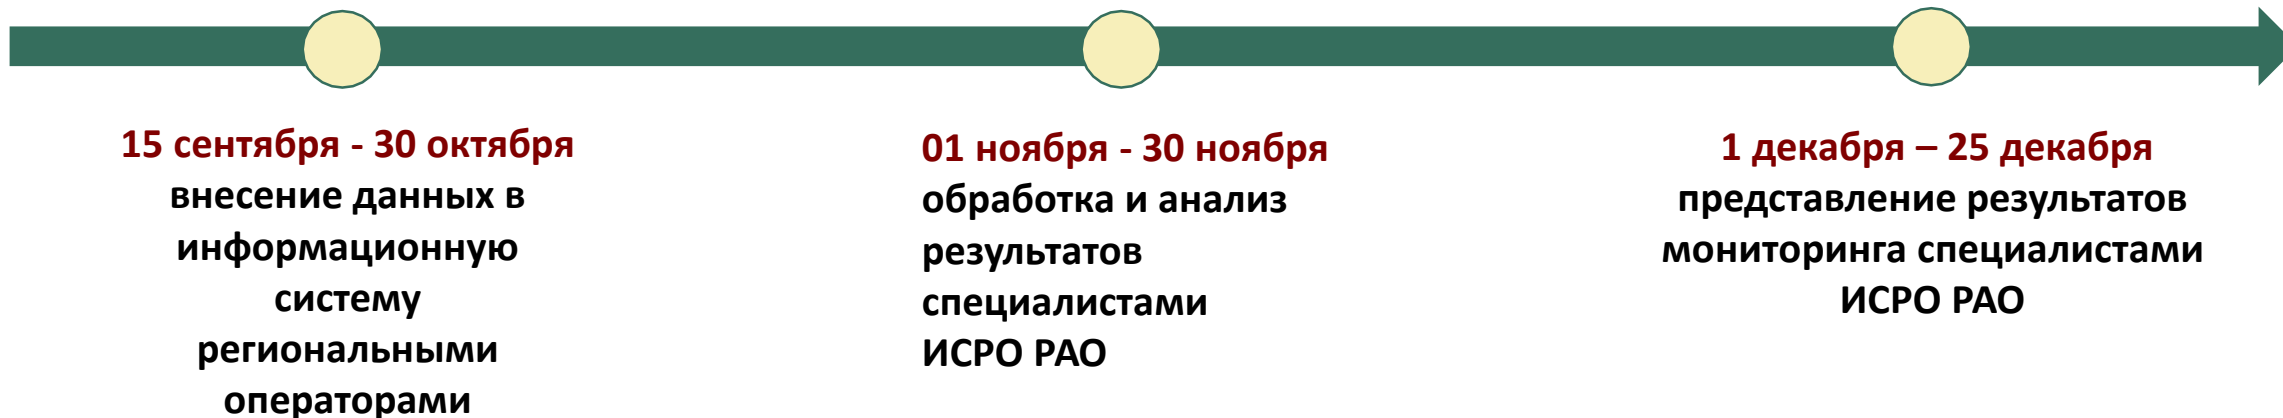 15 сентября - 30 октября
внесение данных в
информационную
систему
региональными
операторами
01 ноября - 30 ноября
обработка и анализ
результатов
специалистами
ИСРО РАО
1 декабря – 25 декабря
представление результатов
мониторинга специалистами
ИСРО РАО